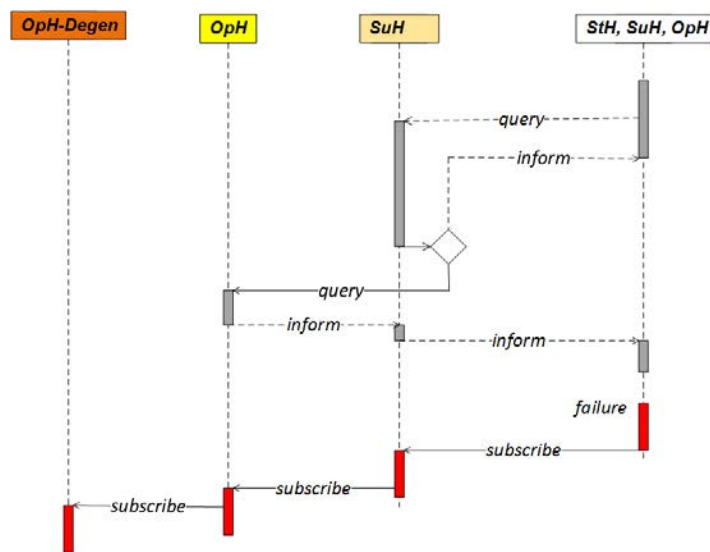 OpH-Degen
OpH
SuH
StH, SuH, OpH
query
inform
query
inform
inform
failure
subscribe
subscribe
subscribe